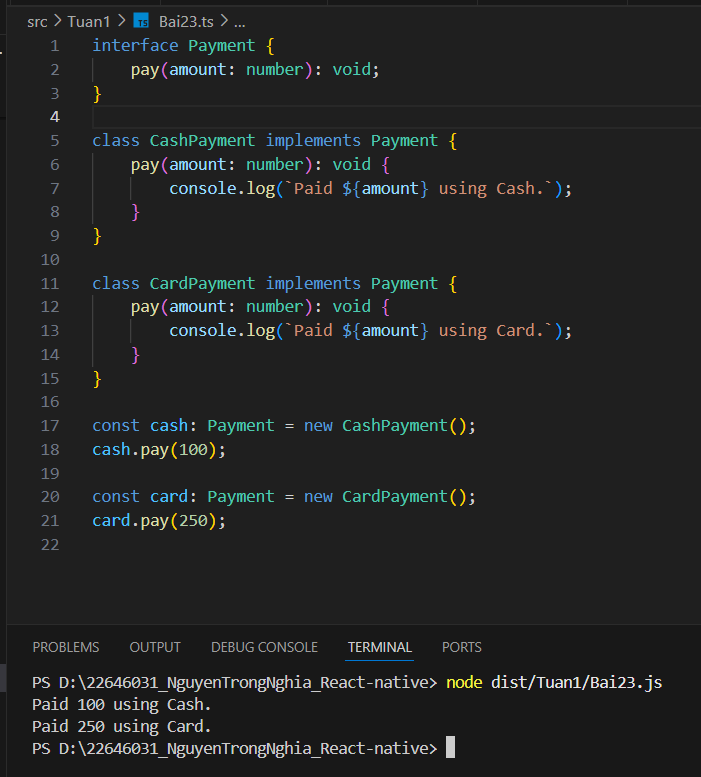 src > Tuan1 > TS Bai23.ts > ...
1 interface Payment {
2     pay(amount: number): void;
3 }
4
5 class CashPayment implements Payment {
6     pay(amount: number): void {
7         console.log(`Paid ${amount} using Cash.`);
8     }
9 }
10
11 class CardPayment implements Payment {
12     pay(amount: number): void {
13         console.log(`Paid ${amount} using Card.`);
14     }
15 }
16
17 const cash: Payment = new CashPayment();
18 cash.pay(100);
19
20 const card: Payment = new CardPayment();
21 card.pay(250);
22
PROBLEMS OUTPUT DEBUG CONSOLE TERMINAL PORTS
PS D:\22646031_NguyenTrongNghia_React-native> node dist/Tuan1/Bai23.js
Paid 100 using Cash.
Paid 250 using Card.
PS D:\22646031_NguyenTrongNghia_React-native>